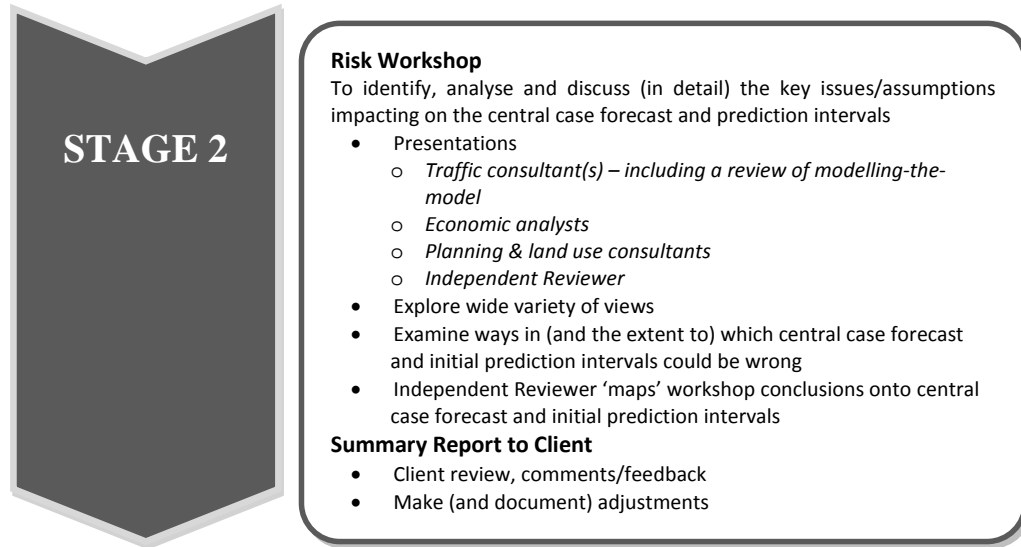 STAGE 2
Risk Workshop
To identify, analyse and discuss (in detail) the key issues/assumptions
impacting on the central case forecast and prediction intervals
• Presentations
o Traffic consultant(s) – including a review of modelling-the-
model
o Economic analysts
o Planning & land use consultants
o Independent Reviewer
• Explore wide variety of views
• Examine ways in (and the extent to) which central case forecast
and initial prediction intervals could be wrong
• Independent Reviewer ‘maps’ workshop conclusions onto central
case forecast and initial prediction intervals
Summary Report to Client
• Client review, comments/feedback
• Make (and document) adjustments